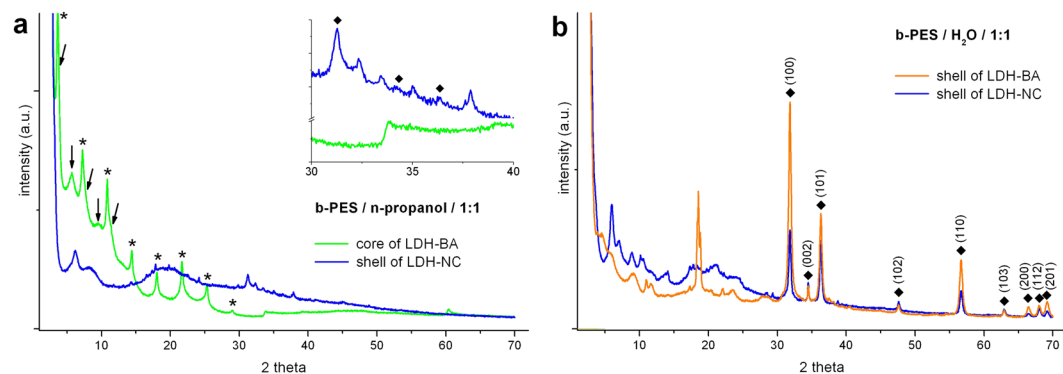 a
intensity (a.u.)
* * * * * * * *
30 35 40
b-PES / n-propanol / 1:1
core of LDH-BA
shell of LDH-NC
10 20 30 40 50 60 70
2 theta
b
intensity (a.u.)
b-PES / H₂O / 1:1
shell of LDH-BA
shell of LDH-NC
(100)
(002)
(101)
(102)
(110)
(103)
(200)
(112)
(201)
10 20 30 40 50 60 70
2 theta